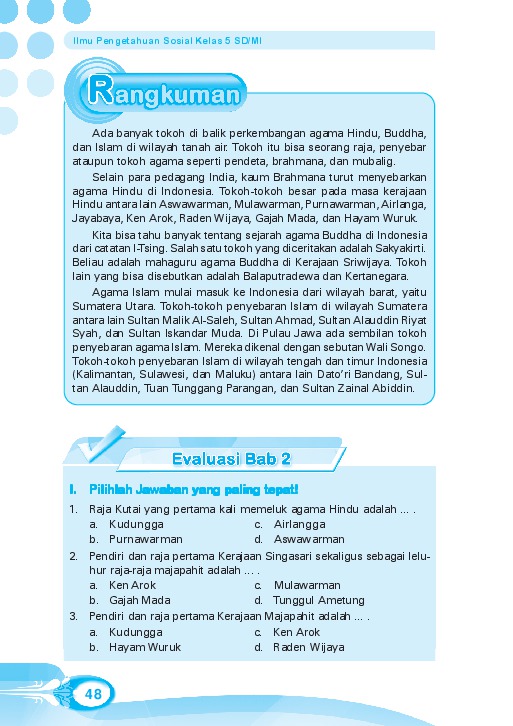 Ilmu Pengetahuan Sosial Kelas 5 SD/MI
Rangkuman
Ada banyak tokoh di balik perkembangan agama Hindu, Buddha,
dan Islam di wilayah tanah air. Tokoh itu bisa seorang raja, penyebar
ataupun tokoh agama seperti pendeta, brahmana, dan mubalig.
Selain para pedagang India, kaum Brahmana turut menyebarkan
agama Hindu di Indonesia. Tokoh-tokoh besar pada masa kerajaan
Hindu antara lain Aswawarman, Mulawarman, Purnawarman, Airlanga,
Jayabaya, Ken Arok, Raden Wijaya, Gajah Mada, dan Hayam Wuruk.
Kita bisa tahu banyak tentang sejarah agama Buddha di Indonesia
dari catatan I-Tsing. Salah satu tokoh yang diceritakan adalah Sakyakirti.
Beliau adalah mahaguru agama Buddha di Kerajaan Sriwijaya. Tokoh
lain yang bisa disebutkan adalah Balaputradewa dan Kertanegara.
Agama Islam mulai masuk ke Indonesia dari wilayah barat, yaitu
Sumatera Utara. Tokoh-tokoh penyebaran Islam di wilayah Sumatera
antara lain Sultan Malik Al-Saleh, Sultan Ahmad, Sultan Alauddin Riyat
Syah, dan Sultan Iskandar Muda. Di Pulau Jawa ada sembilan tokoh
penyebaran agama Islam. Mereka dikenal dengan sebutan Wali Songo.
Tokoh-tokoh penyebaran Islam di wilayah tengah dan timur Indonesia
(Kalimantan, Sulawesi, dan Maluku) antara lain Dato'ri Bandang, Sul-
tan Alauddin, Tuan Tunggang Parangan, dan Sultan Zainal Abiddin.
Evaluasi Bab 2
I. Pilihlah Jawaban yang paling tepat!
1. Raja Kutai yang pertama kali memeluk agama Hindu adalah ... .
a. Kudungga c. Airlangga
b. Purnawarman d. Aswawarman
2. Pendiri dan raja pertama Kerajaan Singasari sekaligus sebagai lelu-
hur raja-raja majapahit adalah ... .
a. Ken Arok c. Mulawarman
b. Gajah Mada d. Tunggul Ametung
3. Pendiri dan raja pertama Kerajaan Majapahit adalah ... .
a. Kudungga c. Ken Arok
b. Hayam Wuruk d. Raden Wijaya
48